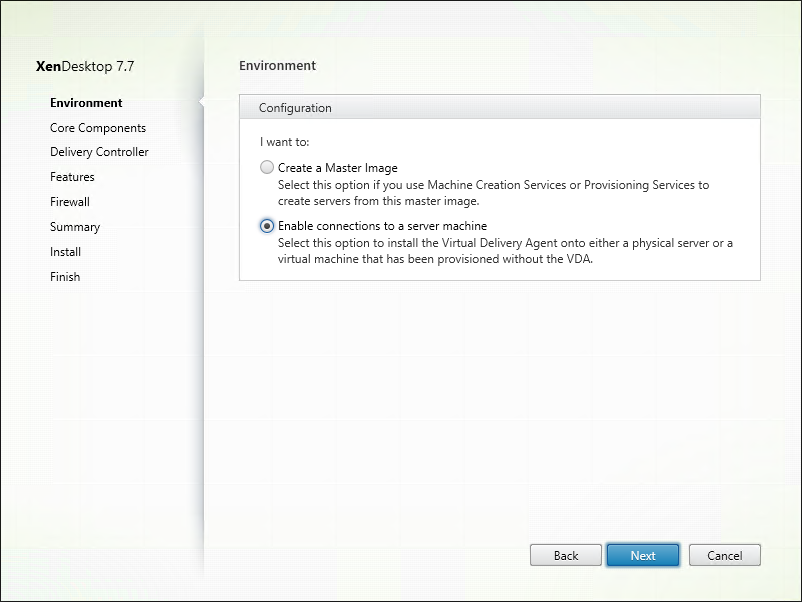 XenDesktop 7.7
Environment
Core Components
Delivery Controller
Features
Firewall
Summary
Install
Finish
Environment
Configuration
I want to:
Create a Master Image
Select this option if you use Machine Creation Services or Provisioning Services to
create servers from this master image.
Enable connections to a server machine
Select this option to install the Virtual Delivery Agent onto either a physical server or a
virtual machine that has been provisioned without the VDA.
Back
Next
Cancel